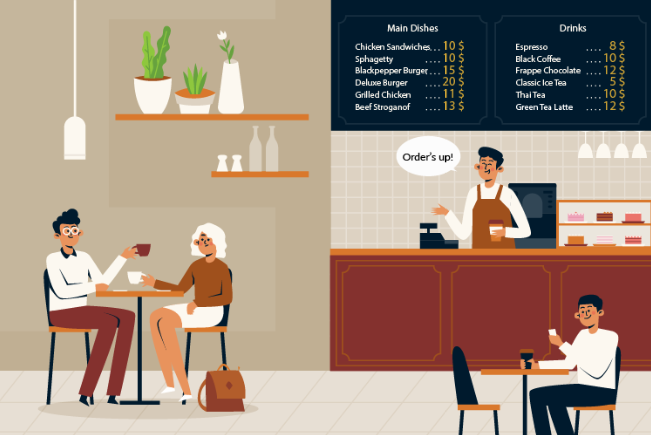 Main Dishes
Chicken Sandwiches... 10 $
Sphagetty .... 10 $
Blackpepper Burger... 15 $
Deluxe Burger .... 20 $
Grilled Chicken .... 11 $
Beef Stroganof .... 13 $
Drinks
Espresso .... 8 $
Black Coffee .... 10 $
Frappe Chocolate .... 12 $
Classic Ice Tea .... 5 $
Thai Tea .... 10 $
Green Tea Latte .... 12 $
Order's up!